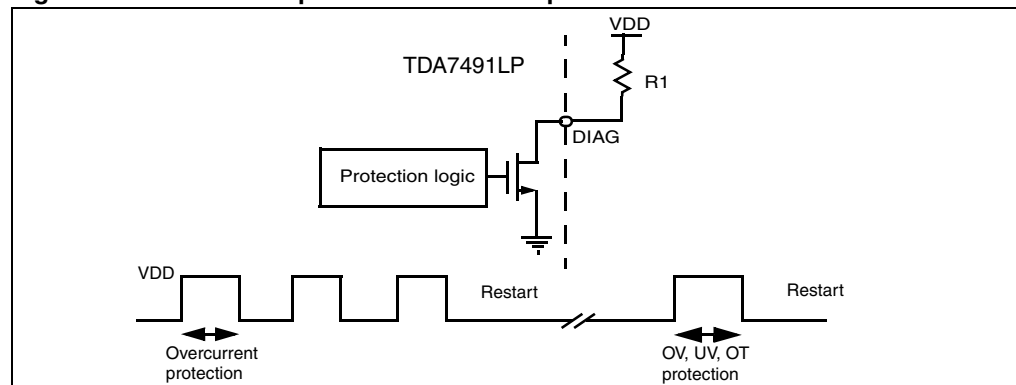 VDD
TDA7491LP
R1
DIAG
Protection logic
VDD
Restart
Restart
Overcurrent
protection
OV, UV, OT
protection